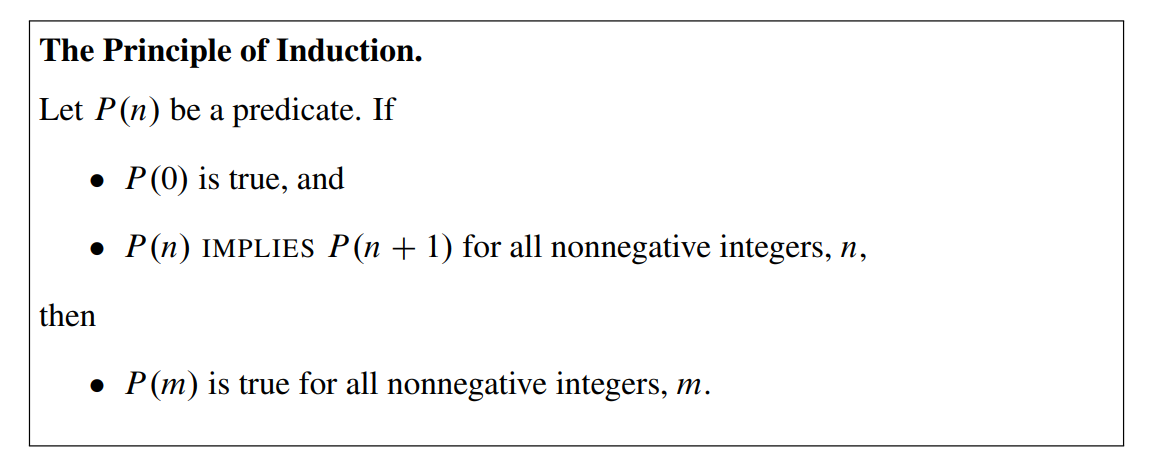 The Principle of Induction.
Let P(n) be a predicate. If
• P(0) is true, and
• P(n) IMPLIES P(n + 1) for all nonnegative integers, n,
then
• P(m) is true for all nonnegative integers, m.